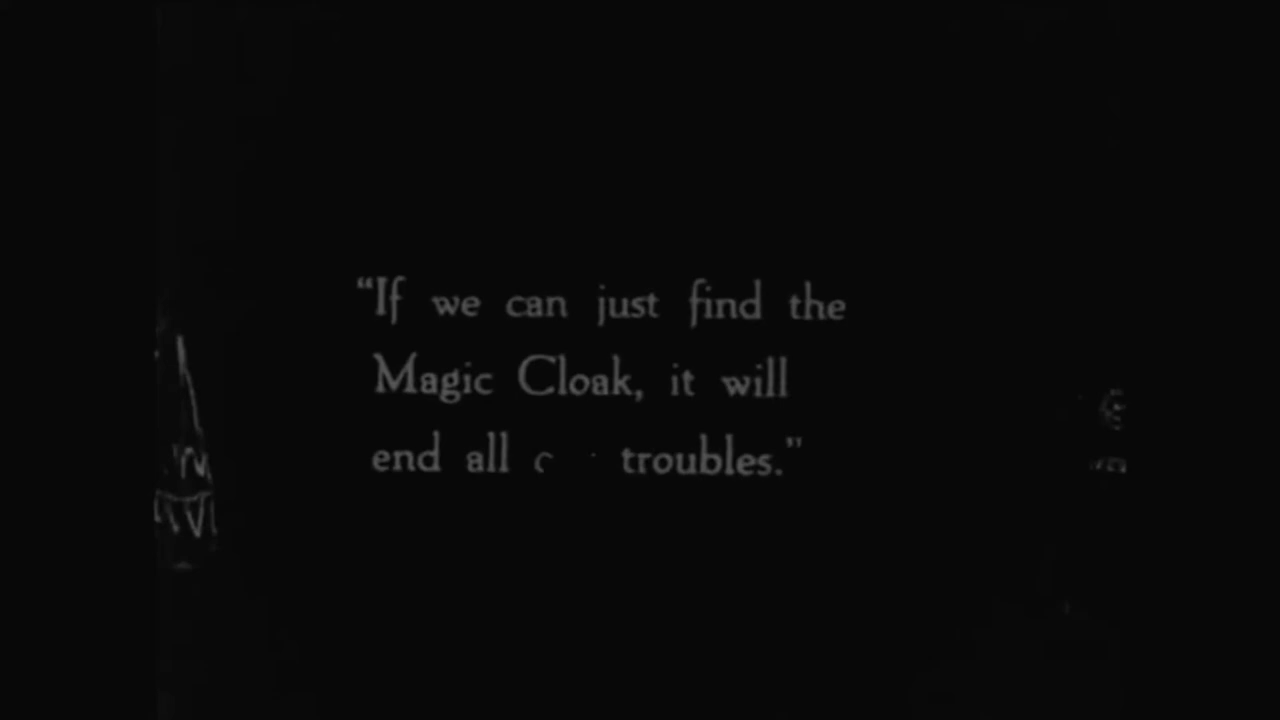 “If we can just find the
Magic Cloak, it will
end all troubles."